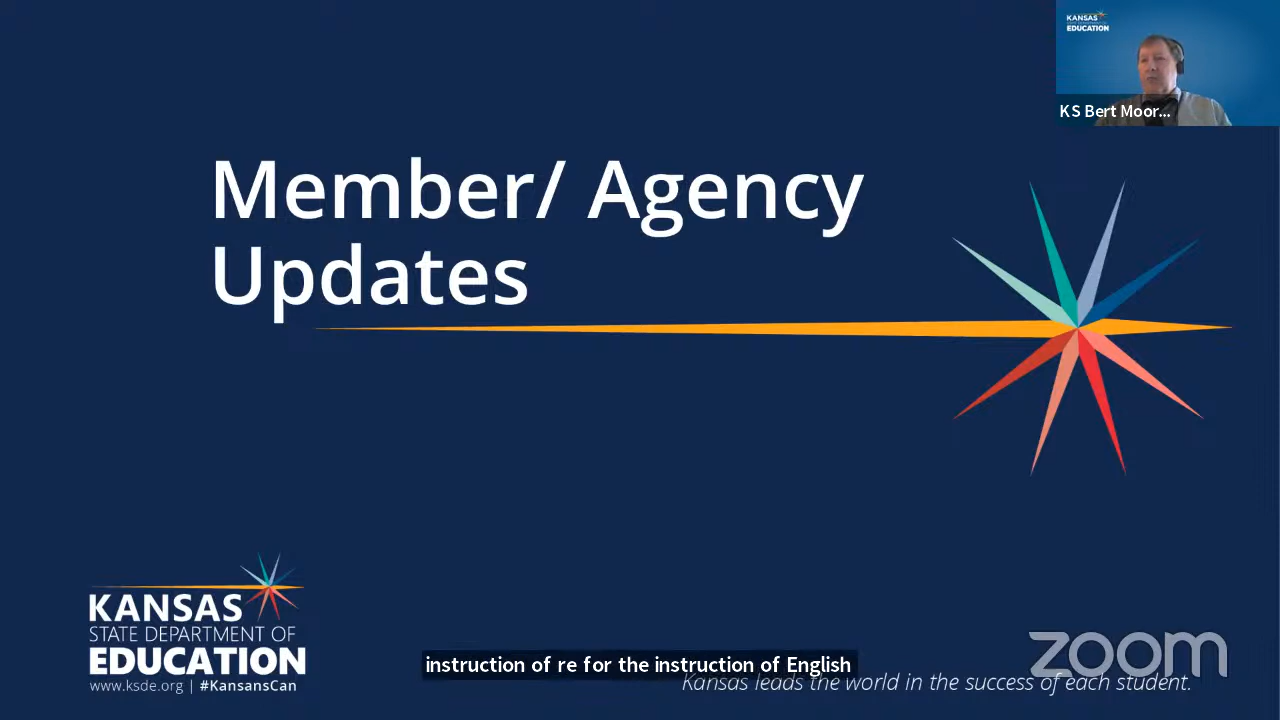 KANSAS
EDUCATION
KS Bert Moor...
Member/ Agency
Updates
KANSAS
STATE DEPARTMENT OF
EDUCATION
www.ksde.org | #KansansCan
instruction of re for the instruction of English
zoom
Kansas leads the world in the success of each student.